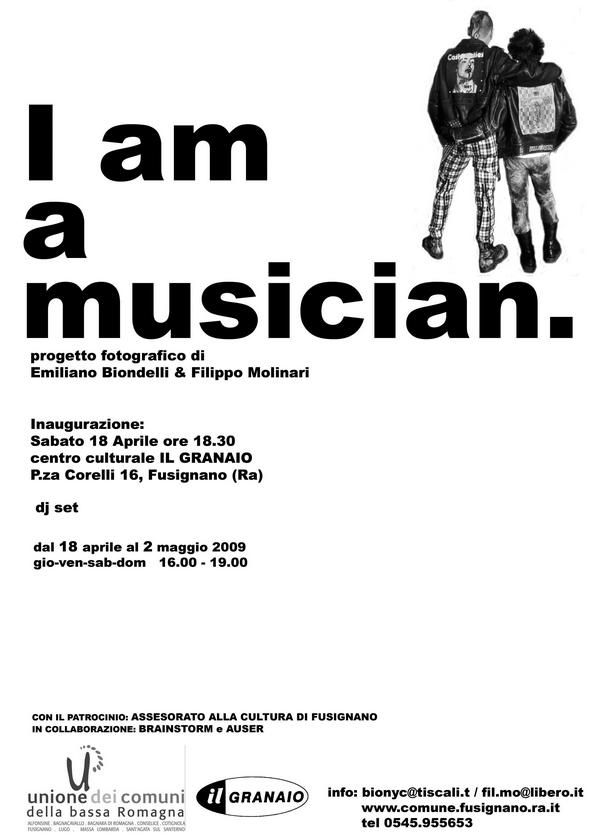 I am
a
musician.
progetto fotografico di
Emiliano Biondelli & Filippo Molinari
Inaugurazione:
Sabato 18 Aprile ore 18.30
centro culturale IL GRANAIO
P.za Corelli 16, Fusignano (Ra)
dj set
dal 18 aprile al 2 maggio 2009
gio-ven-sab-dom 16.00 - 19.00
CON IL PATROCINIO: ASSESORATO ALLA CULTURA DI FUSIGNANO
IN COLLABORAZIONE: BRAINSTORM e AUSER
unione dei comuni
della bassa Romagna
ALFONSINE . BAGNACAVALLO . BAGNARA DI ROMAGNA . CONSELICE . COTIGNOLA
FUSIGNANO . LUGO . MASSA LOMBARDA . SANT'AGATA SUL SANTERNO
il GRANAIO
info: bionyc@tiscali.it / fil.mo@libero.it
www.comune.fusignano.ra.it
tel 0545.955653